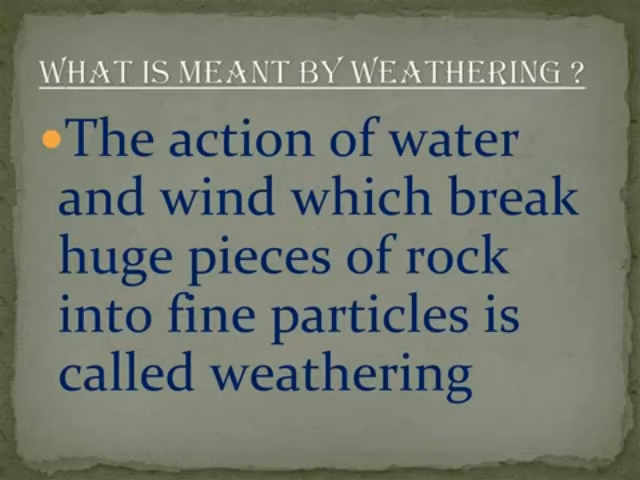 WHAT IS MEANT BY WEATHERING ?
•The action of water
and wind which break
huge pieces of rock
into fine particles is
called weathering